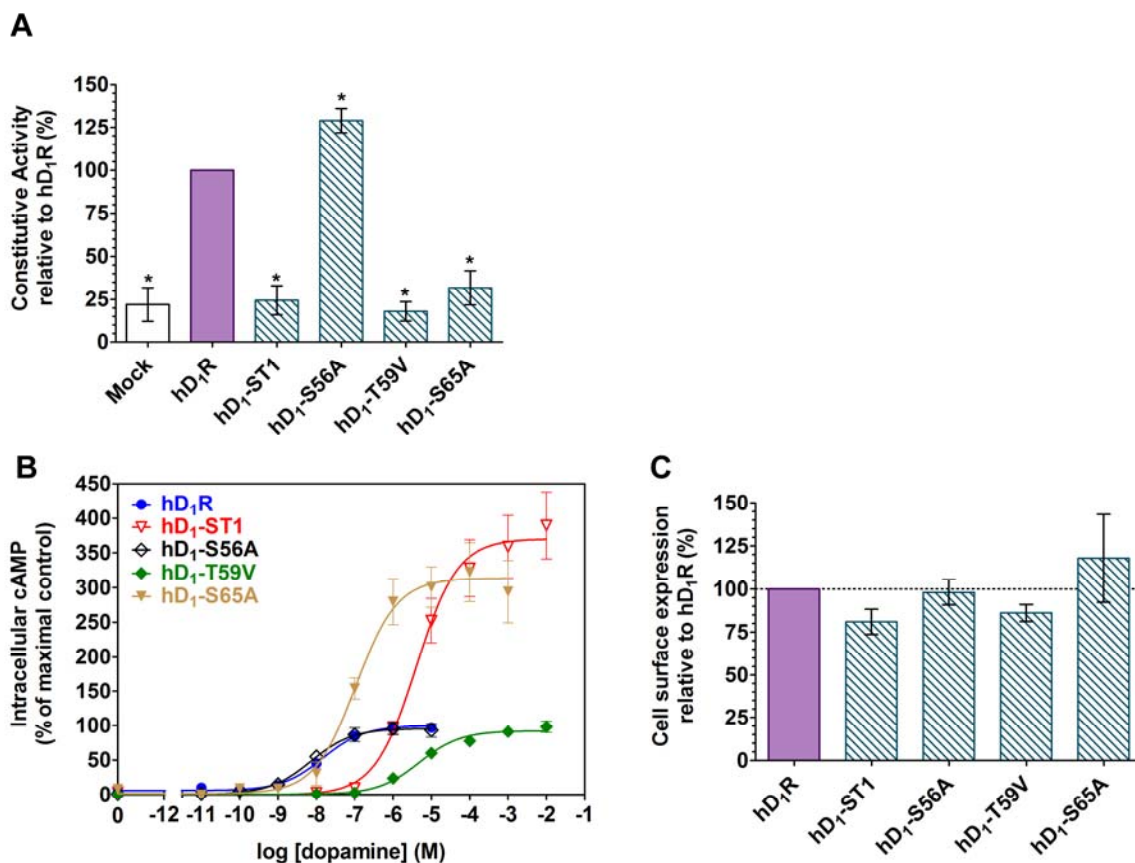 A
Constitutive Activity
relative to hD₁R (%)
150
125
100
75
50
25
0
*
*
*
*
*
Mock
hD₁R
hD₁-ST1
hD₁-S56A
hD₁-T59V
hD₁-S65A
B
Intracellular cAMP
(% of maximal control)
450
400
350
300
250
200
150
100
50
0
hD₁R
hD₁-ST1
hD₁-S56A
hD₁-T59V
hD₁-S65A
0 -12 -11 -10 -9 -8 -7 -6 -5 -4 -3 -2 -1
log [dopamine] (M)
C
Cell surface expression
relative to hD₁R (%)
150
125
100
75
50
25
0
hD₁R
hD₁-ST1
hD₁-S56A
hD₁-T59V
hD₁-S65A